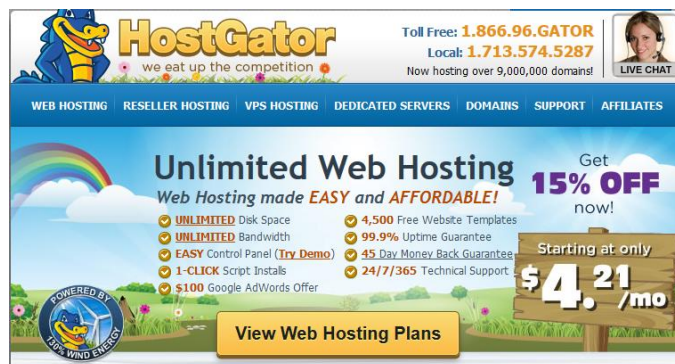 HostGator
we eat up the competition
Toll Free: 1.866.96.GATOR
Local: 1.713.574.5287
Now hosting over 9,000,000 domains!
LIVE CHAT
WEB HOSTING RESELLER HOSTING VPS HOSTING DEDICATED SERVERS DOMAINS SUPPORT AFFILIATES
Unlimited Web Hosting
Web Hosting made EASY and AFFORDABLE!
UNLIMITED Disk Space
UNLIMITED Bandwidth
EASY Control Panel (Try Demo)
1-CLICK Script Installs
$100 Google AdWords Offer
4,500 Free Website Templates
99.9% Uptime Guarantee
45 Day Money Back Guarantee
24/7/365 Technical Support
Get
15% OFF
now!
Starting at only
$4.21/mo
POWERED BY
130% WIND ENERGY
View Web Hosting Plans